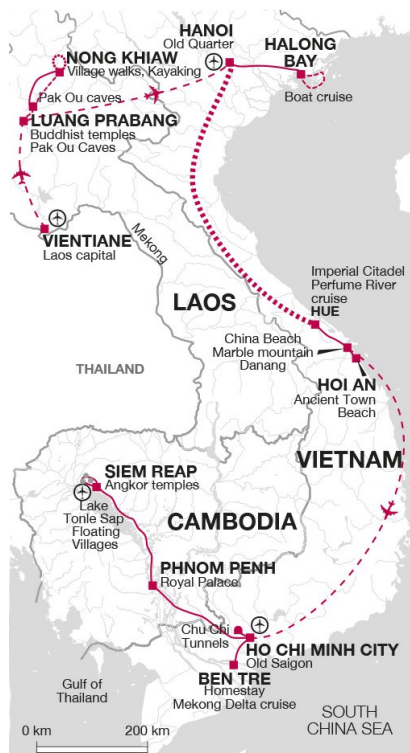 HANOI
Old Quarter
HALONG
BAY
Boat cruise
NONG KHIAW
Village walks, Kayaking
Pak Ou caves
LUANG PRABANG
Buddhist temples
Pak Ou Caves
VIENTIANE
Laos capital
Mekong
LAOS
THAILAND
Imperial Citadel
Perfume River
cruise
HUE
China Beach
Marble mountain
Danang
HOI AN
Ancient Town
Beach
VIETNAM
SIEM REAP
Angkor temples
Lake
Tonle Sap
Floating
Villages
CAMBODIA
PHNOM PENH
Royal Palace
Chu Chi
Tunnels
HO CHI MINH CITY
Old Saigon
BEN TRE
Homestay
Mekong Delta cruise
Gulf of
Thailand
SOUTH
CHINA SEA
0 km
200 km